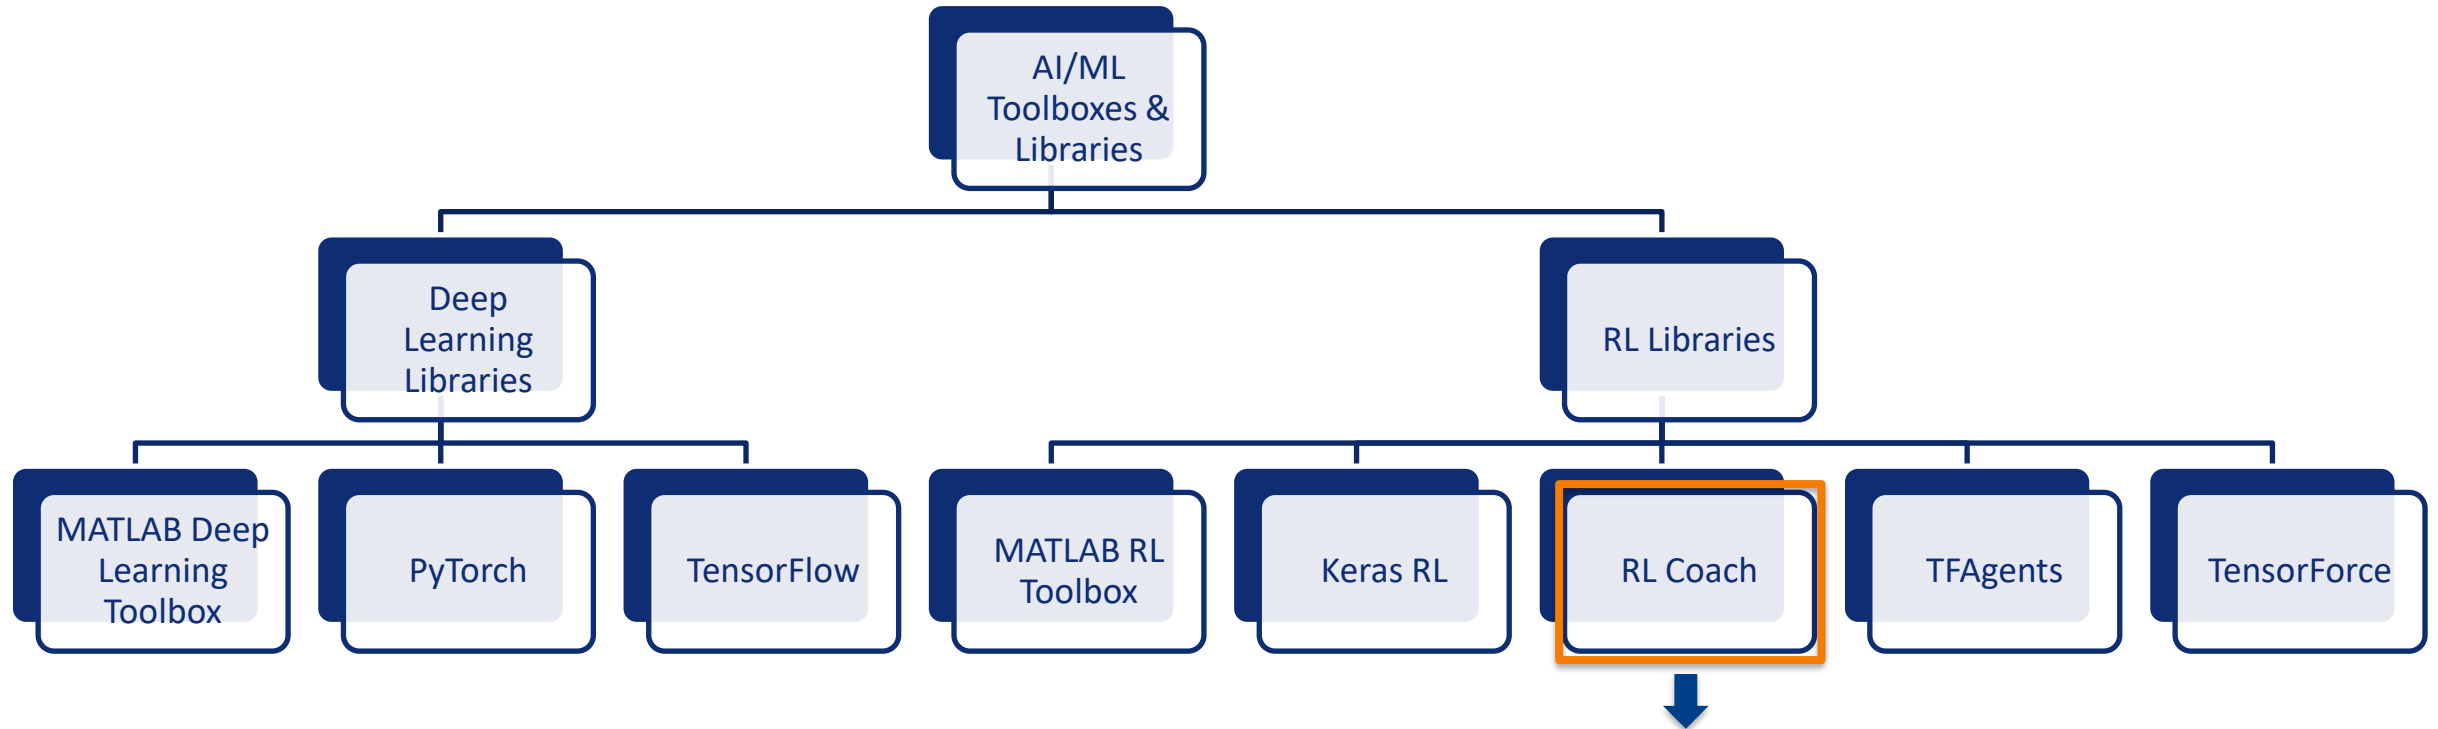 AI/ML
Toolboxes &
Libraries
Deep
Learning
Libraries
RL Libraries
MATLAB Deep
Learning
Toolbox
PyTorch
TensorFlow
MATLAB RL
Toolbox
Keras RL
RL Coach
TFAgents
TensorForce